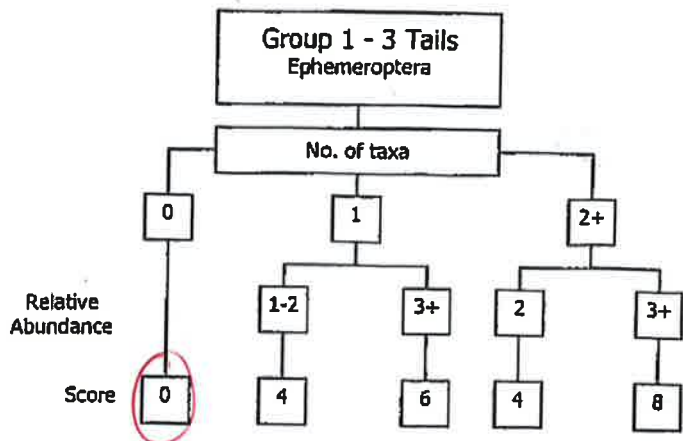 Group 1 - 3 Tails
Ephemeroptera
No. of taxa
0
1
2+
Relative
Abundance
1-2
3+
2
3+
Score
0
4
6
4
8